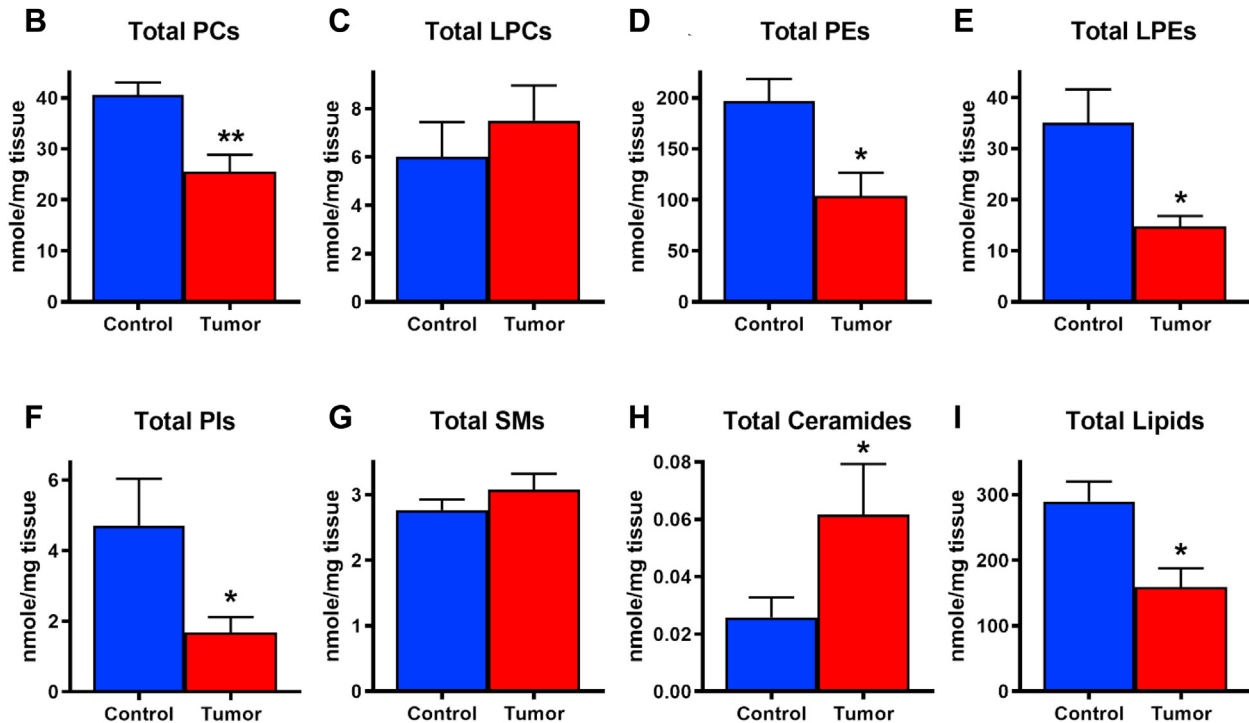 B Total PCs
nmole/mg tissue
40
30
20
10
0
**
Control Tumor
C Total LPCs
nmole/mg tissue
8
6
4
2
0
Control Tumor
D Total PEs
nmole/mg tissue
200
150
100
50
0
*
Control Tumor
E Total LPEs
nmole/mg tissue
40
30
20
10
0
*
Control Tumor
F Total PIs
nmole/mg tissue
6
4
2
0
*
Control Tumor
G Total SMs
nmole/mg tissue
3
2
1
0
Control Tumor
H Total Ceramides
nmole/mg tissue
0.08
0.06
0.04
0.02
0.00
*
Control Tumor
I Total Lipids
nmole/mg tissue
300
200
100
0
*
Control Tumor